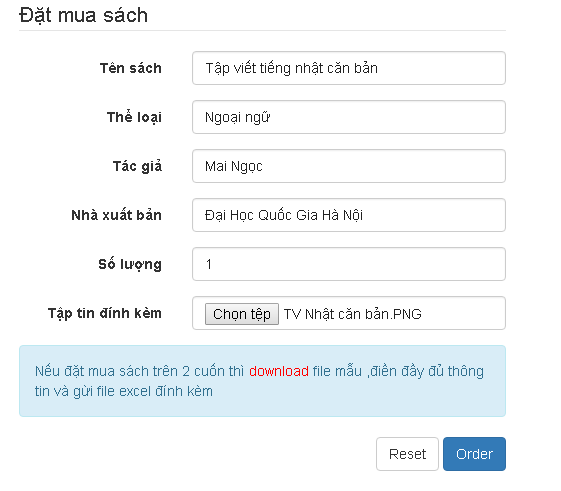 Đặt mua sách
Tên sách Tập viết tiếng nhật căn bản
Thể loại Ngoại ngữ
Tác giả Mai Ngọc
Nhà xuất bản Đại Học Quốc Gia Hà Nội
Số lượng 1
Tập tin đính kèm Chọn tệp TV Nhật căn bản.PNG
Nếu đặt mua sách trên 2 cuốn thì download file mẫu ,điền đầy đủ thông
tin và gửi file excel đính kèm
Reset Order